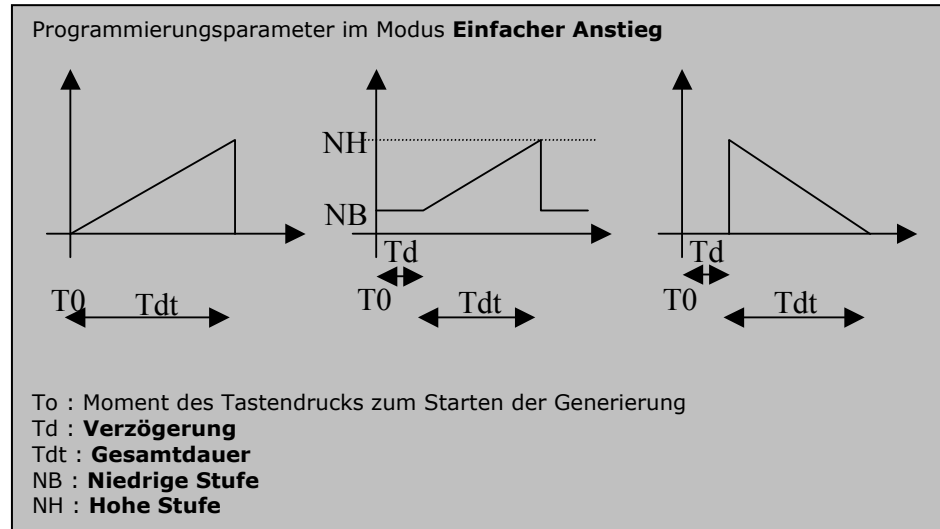 Programmierungsparameter im Modus Einfacher Anstieg
NH
NB
Td
Td
T0
Tdt
T0
Tdt
T0
Tdt
To : Moment des Tastendrucks zum Starten der Generierung
Td : Verzögerung
Tdt : Gesamtdauer
NB : Niedrige Stufe
NH : Hohe Stufe